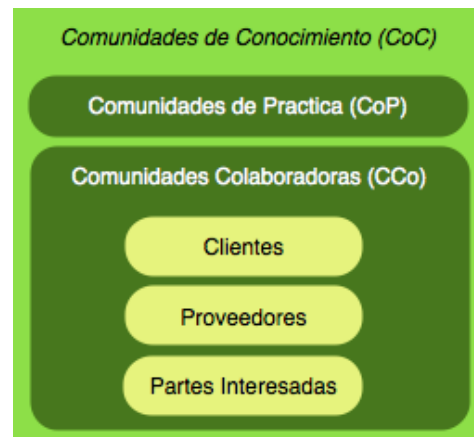 Comunidades de Conocimiento (CoC)
Comunidades de Practica (CoP)
Comunidades Colaboradoras (CCo)
Clientes
Proveedores
Partes Interesadas